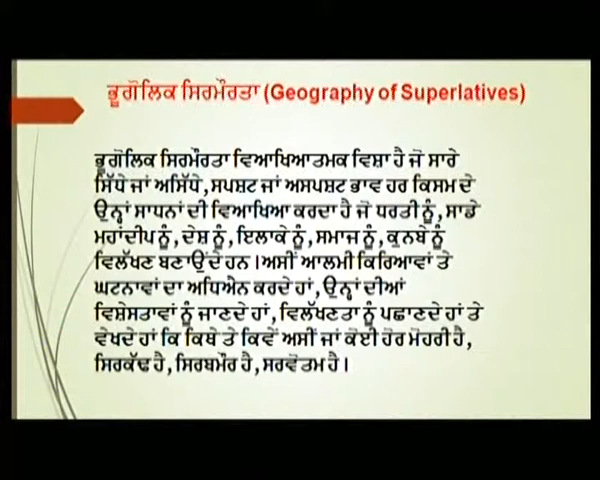 ਭੂਗੋਲਿਕ ਸਿਰਮੌਰਤਾ (Geography of Superlatives)
ਭੂਗੋਲਿਕ ਸਿਰਮੌਰਤਾ ਵਿਆਖਿਆਤਮਕ ਵਿਸ਼ਾ ਹੈ ਜੋ ਸਾਰੇ
ਸਿੱਧੇ ਜਾਂ ਅਸਿੱਧੇ, ਸਪਸ਼ਟ ਜਾਂ ਅਸਪਸ਼ਟ ਭਾਵ ਹਰ ਕਿਸਮ ਦੇ
ਉਨ੍ਹਾਂ ਸਾਧਨਾਂ ਦੀ ਵਿਆਖਿਆ ਕਰਦਾ ਹੈ ਜੋ ਧਰਤੀ ਨੂੰ, ਸਾਡੇ
ਮਹਾਂਦੀਪ ਨੂੰ, ਦੇਸ਼ ਨੂੰ, ਇਲਾਕੇ ਨੂੰ, ਸਮਾਜ ਨੂੰ, ਕੁਨਬੇ ਨੂੰ
ਵਿਲੱਖਣ ਬਣਾਉਂਦੇ ਹਨ । ਅਸੀਂ ਆਲਮੀ ਕਿਰਿਆਵਾਂ ਤੇ
ਘਟਨਾਵਾਂ ਦਾ ਅਧਿਐਨ ਕਰਦੇ ਹਾਂ, ਉਨ੍ਹਾਂ ਦੀਆਂ
ਵਿਸ਼ੇਸਤਾਵਾਂ ਨੂੰ ਜਾਣਦੇ ਹਾਂ, ਵਿਲੱਖਣਤਾ ਨੂੰ ਪਛਾਣਦੇ ਹਾਂ ਤੇ
ਵੇਖਦੇ ਹਾਂ ਕਿ ਕਿਥੇ ਤੇ ਕਿਵੇਂ ਅਸੀਂ ਜਾਂ ਕੋਈ ਹੋਰ ਮੋਹਰੀ ਹੈ,
ਸਿਰਕੱਢ ਹੈ, ਸਿਰਬਮੌਰ ਹੈ, ਸਰਵੋਤਮ ਹੈ ।